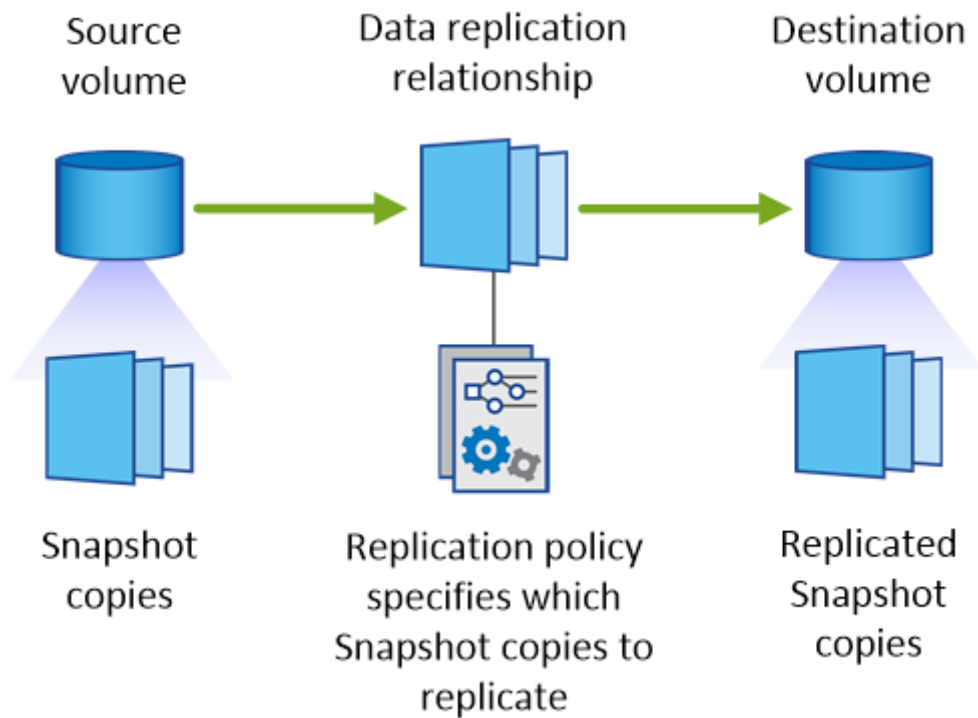 Source
volume
Data replication
relationship
Destination
volume
Snapshot
copies
Replication policy
specifies which
Snapshot copies to
replicate
Replicated
Snapshot
copies